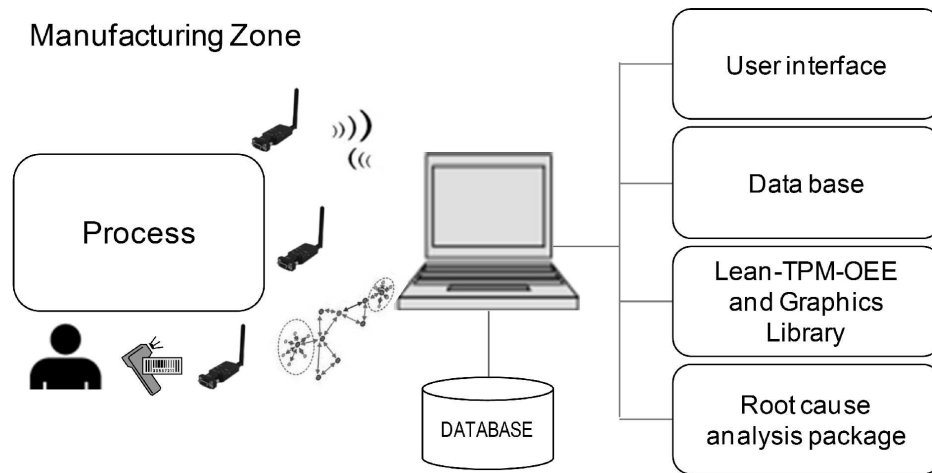 Manufacturing Zone
Process
User interface
Data base
Lean-TPM-OEE
and Graphics
Library
Root cause
analysis package
DATABASE